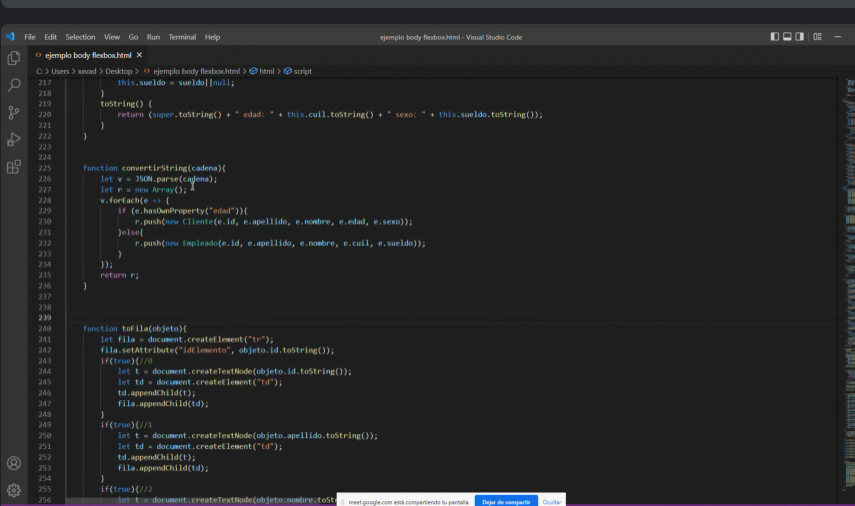 File Edit Selection View Go Run Terminal Help
ejemplo body flexbox.html - Visual Studio Code
ejemplo body flexbox.html ×
C: > Users > xxvad > Desktop > ejemplo body flexbox.html > html > script
217 this.sueldo = sueldo||null;
218 }
219 toString() {
220 return (super.toString() + " edad: " + this.cuil.toString() + " sexo: " + this.sueldo.toString());
221 }
222 }
223
224
225 function convertirString(cadena){
226 let v = JSON.parse(cadena);
227 let r = new Array();
228 v.forEach(e => {
229 if (e.hasOwnProperty("edad")){
230 r.push(new Cliente(e.id, e.apellido, e.nombre, e.edad, e.sexo));
231 }else{
232 r.push(new Empleado(e.id, e.apellido, e.nombre, e.cuil, e.sueldo));
233 }
234 });
235 return r;
236 }
237
238
239
240 function toFila(objeto){
241 let fila = document.createElement("tr");
242 fila.setAttribute("idElemento", objeto.id.toString());
243 if(true){//0
244 let t = document.createTextNode(objeto.id.toString());
245 let td = document.createElement("td");
246 td.appendChild(t);
247 fila.appendChild(td);
248 }
249 if(true){//1
250 let t = document.createTextNode(objeto.apellido.toString());
251 let td = document.createElement("td");
252 td.appendChild(t);
253 fila.appendChild(td);
254 }
255 if(true){//2
256 let t = document.createTextNode(objeto.nombre.toStr
meet.google.com está compartiendo tu pantalla. Dejar de compartir Ocultar